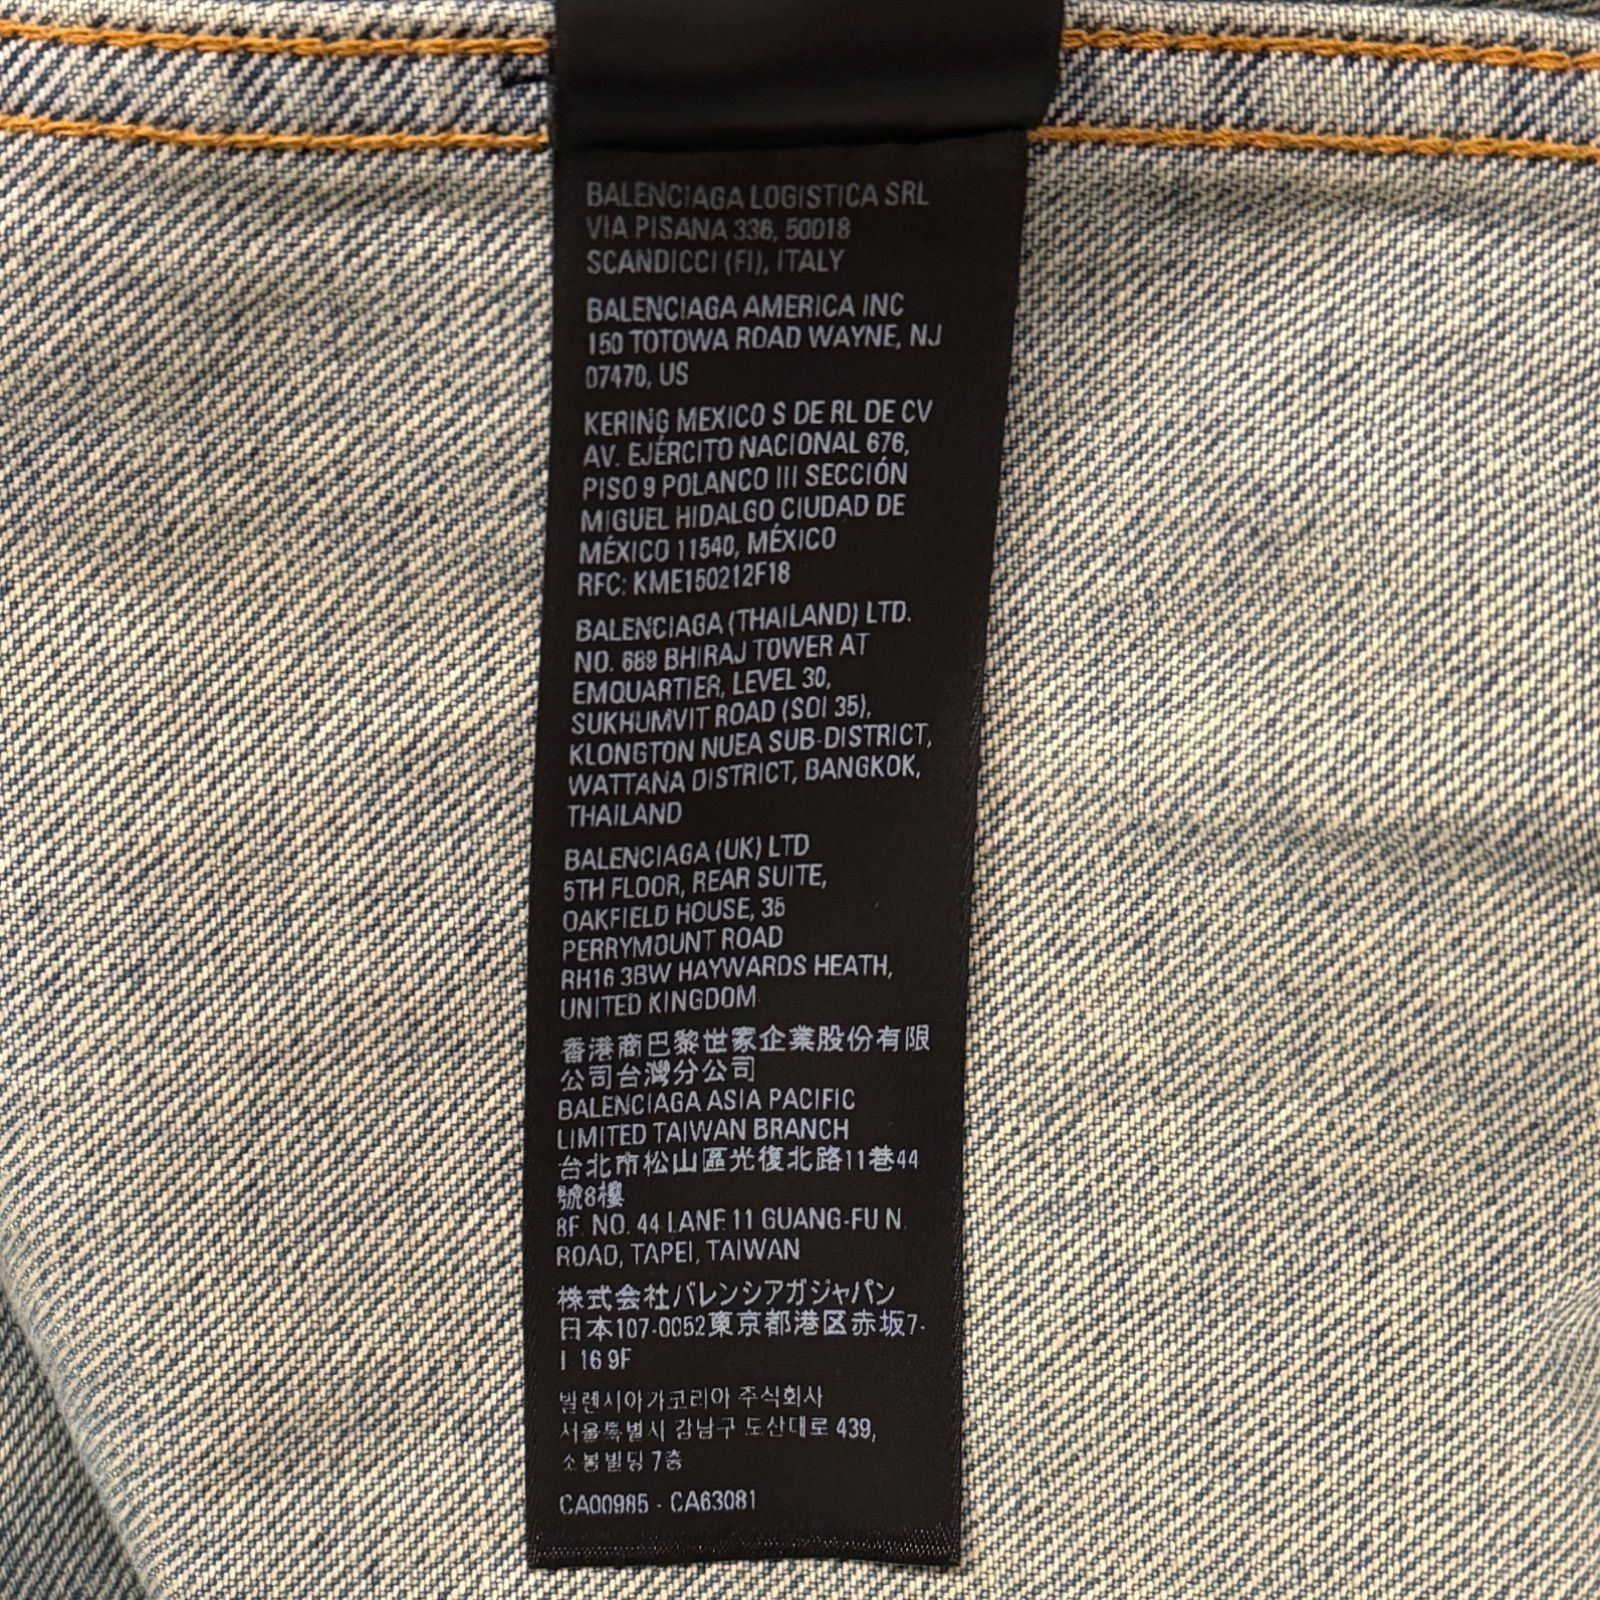 BALENCIAGA LOGISTICA SRL
VIA PISANA 336, 50018
SCANDICCI (FI), ITALY
BALENCIAGA AMERICA INC
150 TOTOWA ROAD WAYNE, NJ
07470, US
KERING MEXICO S DE RL DE CV
AV. EJÉRCITO NACIONAL 676,
PISO 9 POLANCO III SECCIÓN
MIGUEL HIDALGO CIUDAD DE
MÉXICO 11540, MÉXICO
RFC: KME150212F18
BALENCIAGA (THAILAND) LTD.
NO. 689 BHIRAJ TOWER AT
EMQUARTIER, LEVEL 30,
SUKHUMVIT ROAD (SOI 35),
KLONGTON NUEA SUB-DISTRICT,
WATTANA DISTRICT, BANGKOK,
THAILAND
BALENCIAGA (UK) LTD
5TH FLOOR, REAR SUITE,
OAKFIELD HOUSE, 35
PERRYMOUNT ROAD
RH16 3BW HAYWARDS HEATH,
UNITED KINGDOM
香港商巴黎世家企業股份有限
公司台灣分公司
BALENCIAGA ASIA PACIFIC
LIMITED TAIWAN BRANCH
台北市松山區光復北路11巷44
號8樓
8F. NO. 44 LANE 11 GUANG-FU N.
ROAD, TAPEI, TAIWAN
株式会社バレンシアガジャパン
日本107-0052東京都港区赤坂7-
1 16 9F
발렌시아가코리아 주식회사
서울특별시 강남구 도산대로 439,
소봉빌딩 7층
CA00985 - CA63081